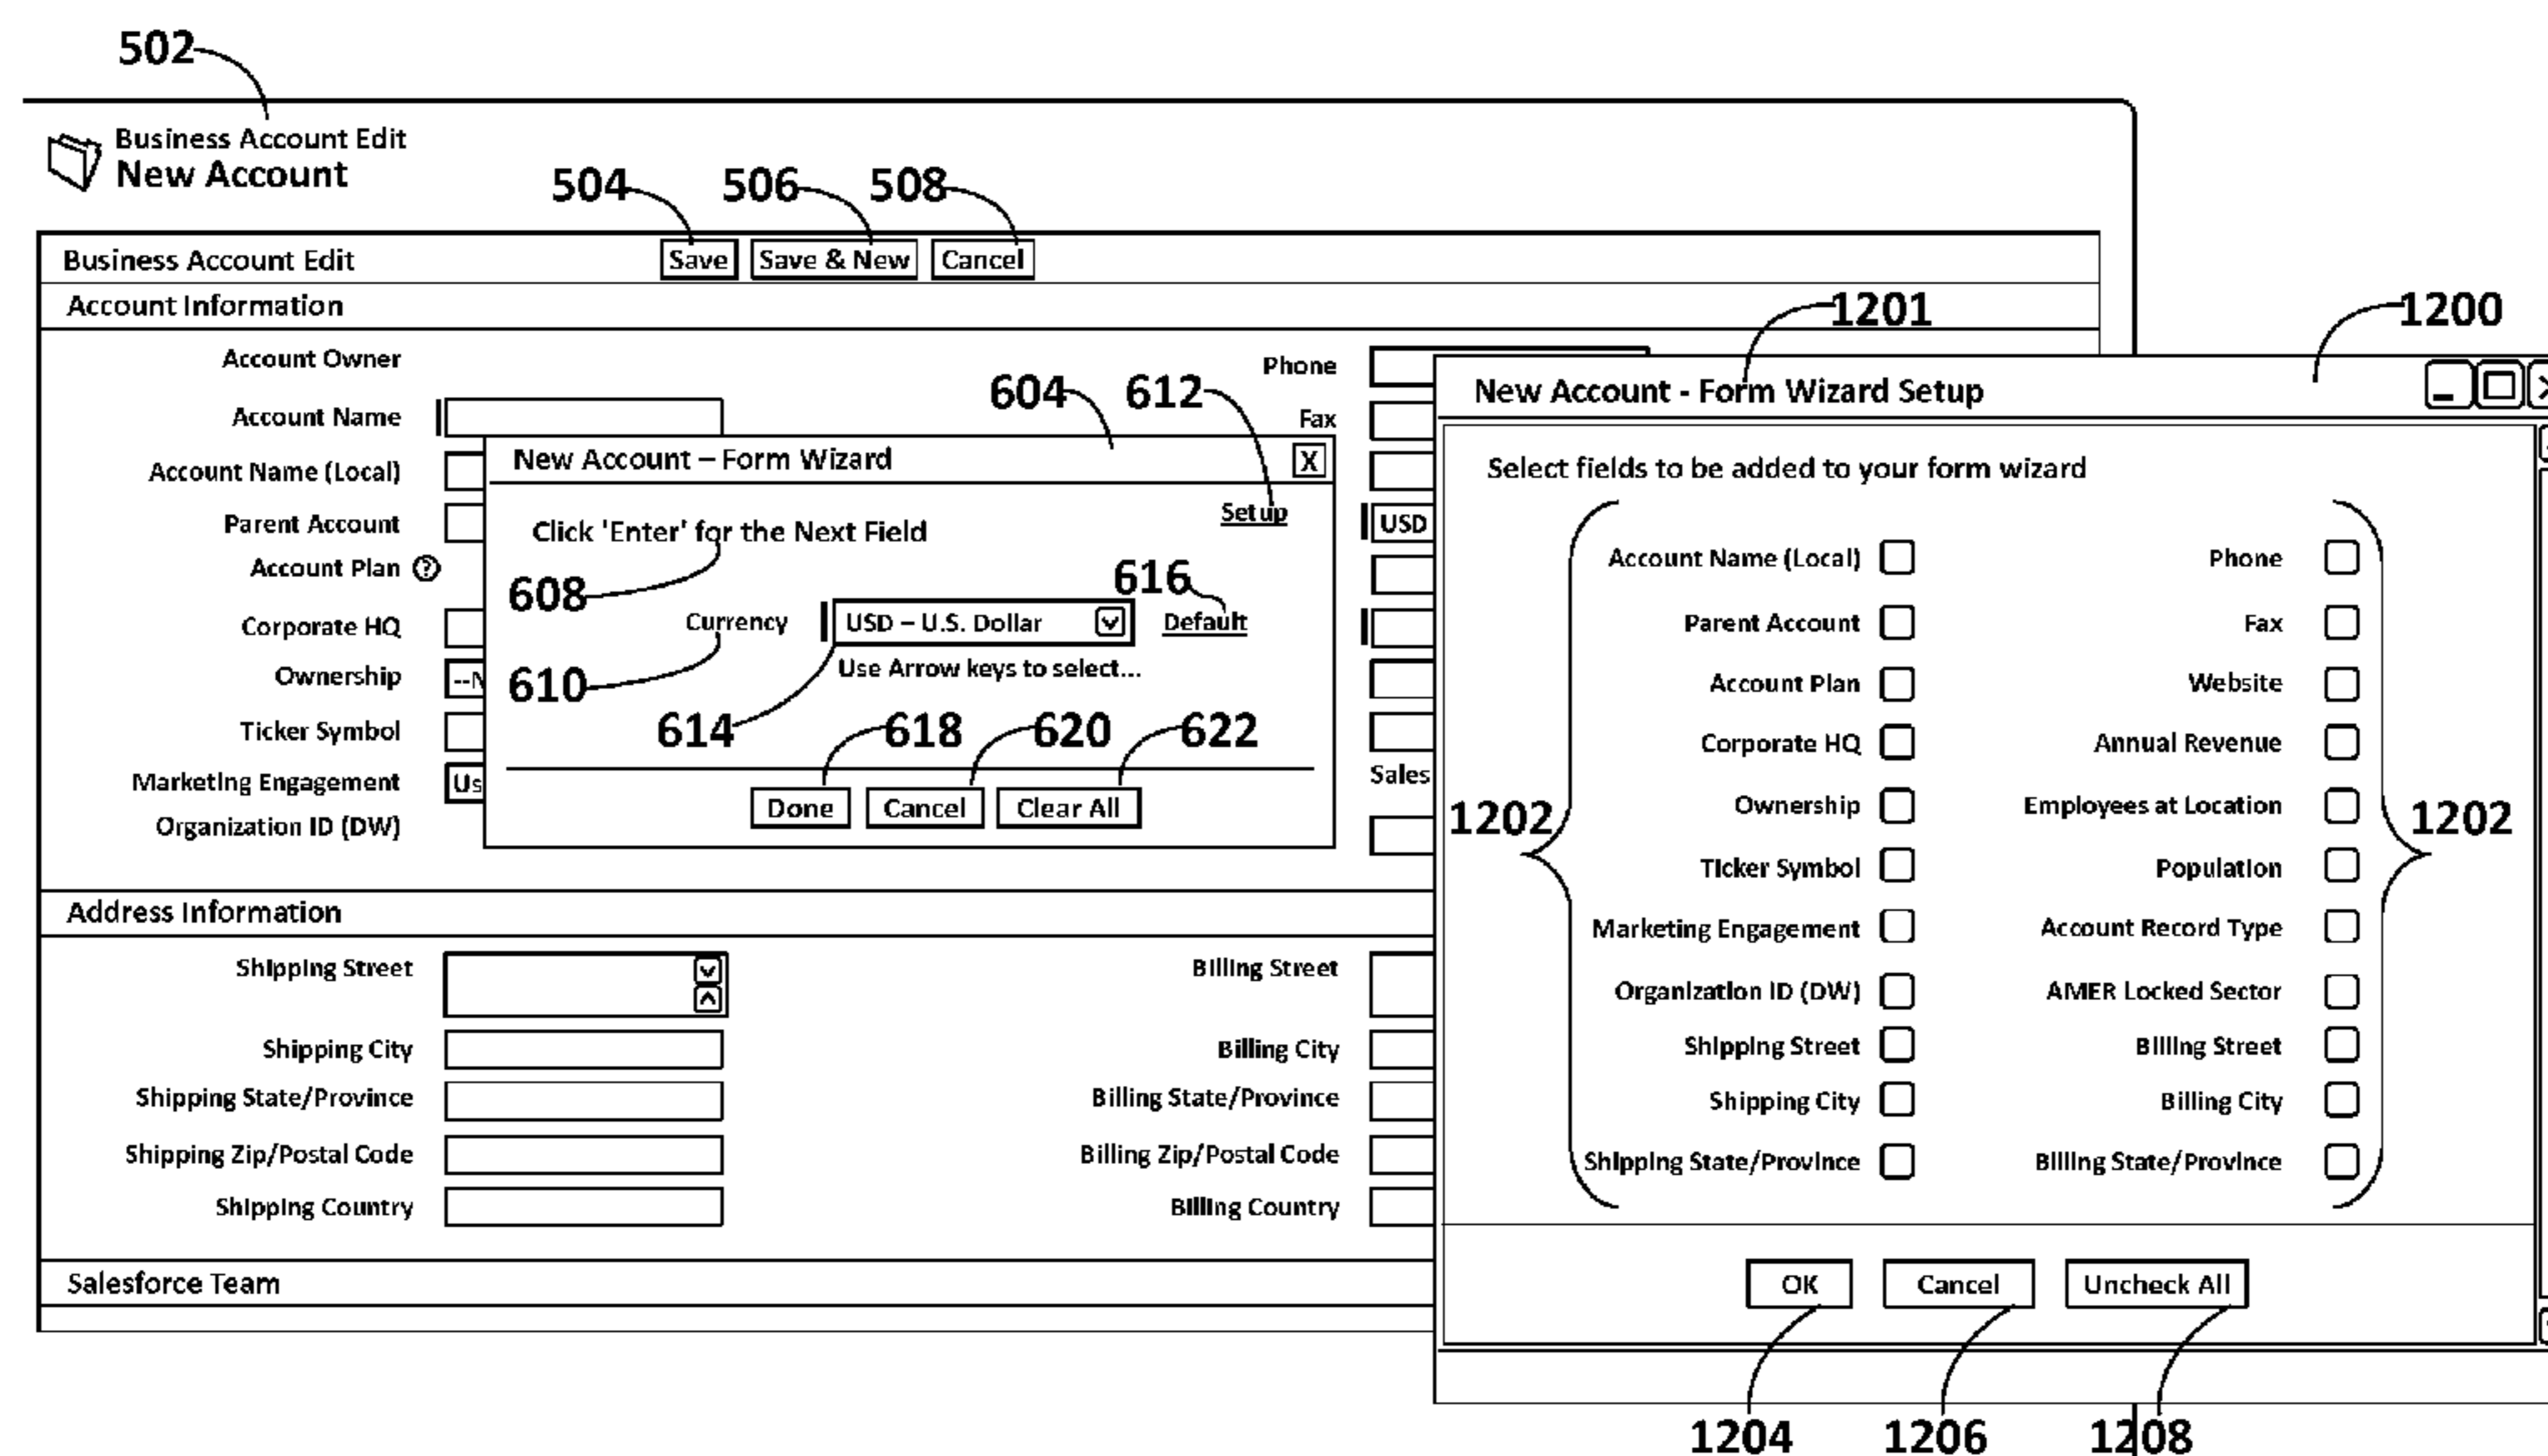 502
Business Account Edit
New Account
504 506 508
Business Account Edit Save Save & New Cancel
Account Information
Account Owner
Account Name
Account Name (Local)
Parent Account
Account Plan ?
Corporate HQ
Ownership --N
Ticker Symbol
Marketing Engagement Us
Organization ID (DW)
Phone
Fax
USD
Sales
604 612
New Account – Form Wizard X
Setup
Click 'Enter' for the Next Field
608 616
Currency USD – U.S. Dollar Default
610 Use Arrow keys to select...
614 618 620 622
Done Cancel Clear All
Address Information
Shipping Street Billing Street
Shipping City Billing City
Shipping State/Province Billing State/Province
Shipping Zip/Postal Code Billing Zip/Postal Code
Shipping Country Billing Country
Salesforce Team
1201 1200
New Account - Form Wizard Setup
Select fields to be added to your form wizard
Account Name (Local) Phone
Parent Account Fax
Account Plan Website
Corporate HQ Annual Revenue
Ownership Employees at Location
1202 1202
Ticker Symbol Population
Marketing Engagement Account Record Type
Organization ID (DW) AMER Locked Sector
Shipping Street Billing Street
Shipping City Billing City
Shipping State/Province Billing State/Province
OK Cancel Uncheck All
1204 1206 1208